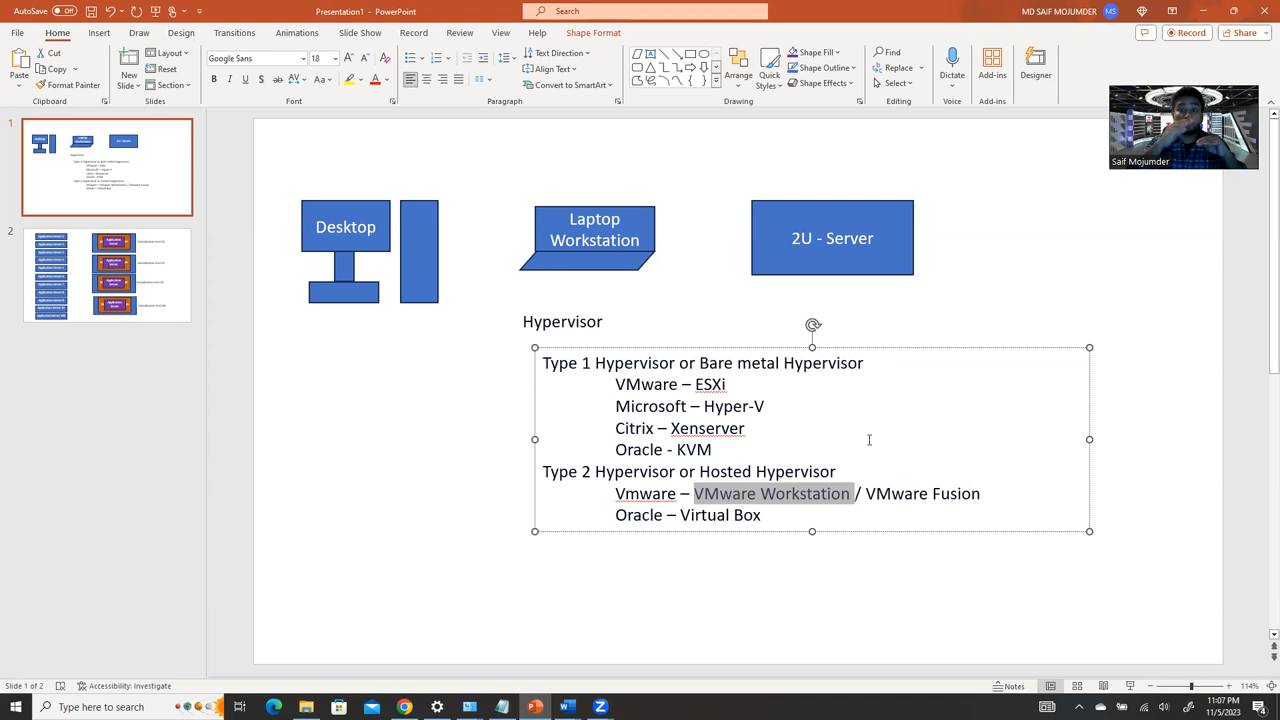 AutoSave Off Presentation1 - PowerPoint Search MD SAIF MOJUMDER MS
File Home Insert Draw Design Transitions Animations Slide Show Record Review View Help Shape Format Record Share
Paste Cut Copy Format Painter
Clipboard
New Slide Layout Reset Section
Slides
Google Sans 18
Font
Text Direction Align Text Convert to SmartArt
Paragraph
Arrange Quick Styles Shape Fill Shape Outline Shape Effects
Drawing
Find Replace Select
Editing
Dictate
Voice
Add-ins
Add-ins
Designer
Saif Mojumder
1
2
Desktop
Laptop
Workstation
2U - Server
Hypervisor
Type 1 Hypervisor or Bare metal Hypervisor
VMware – ESXi
Microsoft – Hyper-V
Citrix – Xenserver
Oracle - KVM
Type 2 Hypervisor or Hosted Hypervisor
Vmware – VMware Workstation / VMware Fusion
Oracle – Virtual Box
Slide 1 of 2 Accessibility: Investigate Notes 114%
Type here to search
11:07 PM
11/5/2023